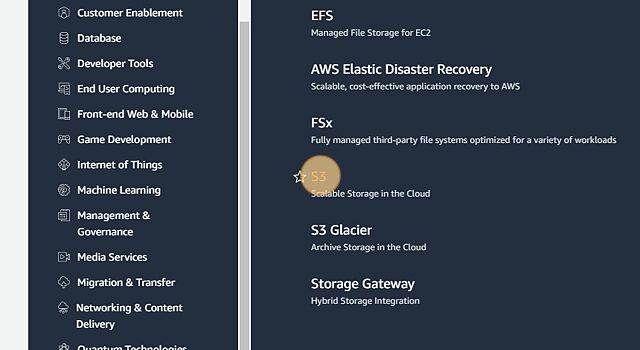 Customer Enablement
Database
Developer Tools
End User Computing
Front-end Web & Mobile
Game Development
Internet of Things
Machine Learning
Management &
Governance
Media Services
Migration & Transfer
Networking & Content
Delivery
Quantum Technologies
EFS
Managed File Storage for EC2
AWS Elastic Disaster Recovery
Scalable, cost-effective application recovery to AWS
FSx
Fully managed third-party file systems optimized for a variety of workloads
S3
Scalable Storage in the Cloud
S3 Glacier
Archive Storage in the Cloud
Storage Gateway
Hybrid Storage Integration